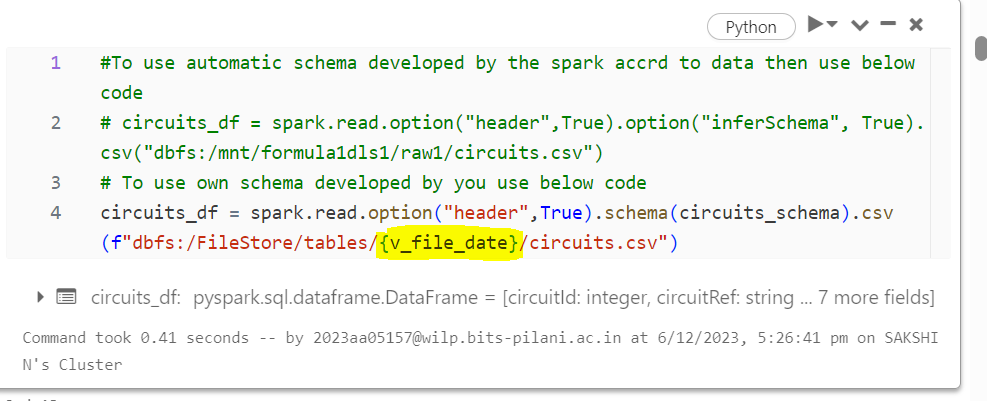 Python
1 #To use automatic schema developed by the spark accrd to data then use below
code
2 # circuits_df = spark.read.option("header",True).option("inferSchema", True).
csv("dbfs:/mnt/formula1dls1/raw1/circuits.csv")
3 # To use own schema developed by you use below code
4 circuits_df = spark.read.option("header",True).schema(circuits_schema).csv
(f"dbfs:/FileStore/tables/{v_file_date}/circuits.csv")
circuits_df: pyspark.sql.dataframe.DataFrame = [circuitId: integer, circuitRef: string ... 7 more fields]
Command took 0.41 seconds -- by 2023aa05157@wilp.bits-pilani.ac.in at 6/12/2023, 5:26:41 pm on SAKSHI
N's Cluster